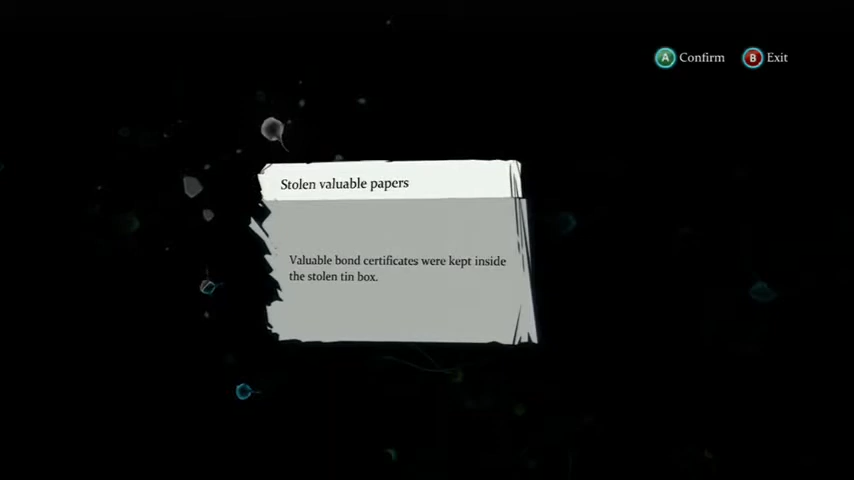 A Confirm B Exit
Stolen valuable papers
Valuable bond certificates were kept inside
the stolen tin box.